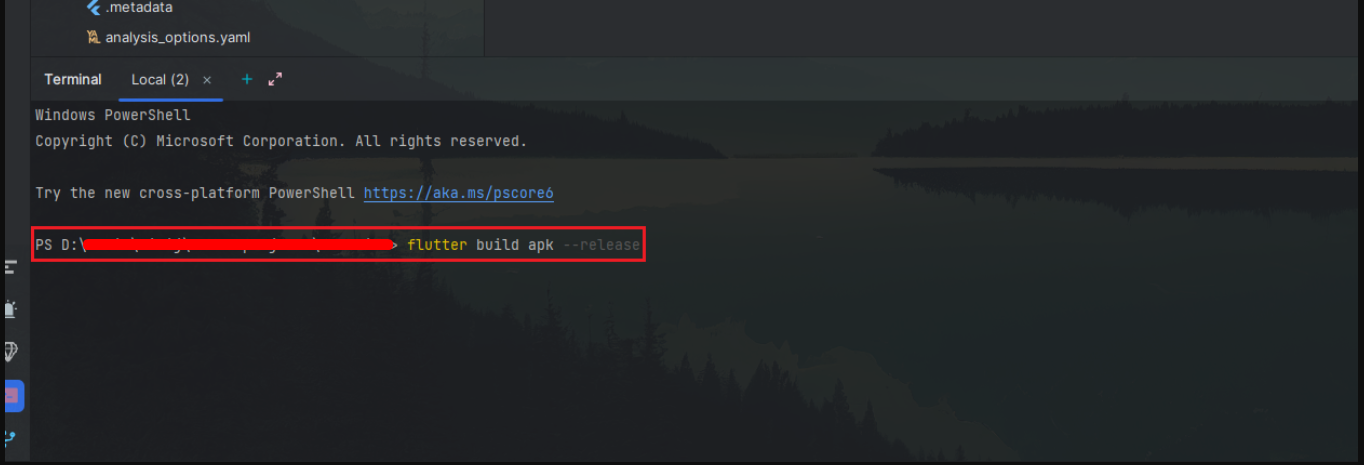 .metadata
analysis_options.yaml
Terminal Local (2) × +
Windows PowerShell
Copyright (C) Microsoft Corporation. All rights reserved.
Try the new cross-platform PowerShell https://aka.ms/pscore6
PS D:\ > flutter build apk --release